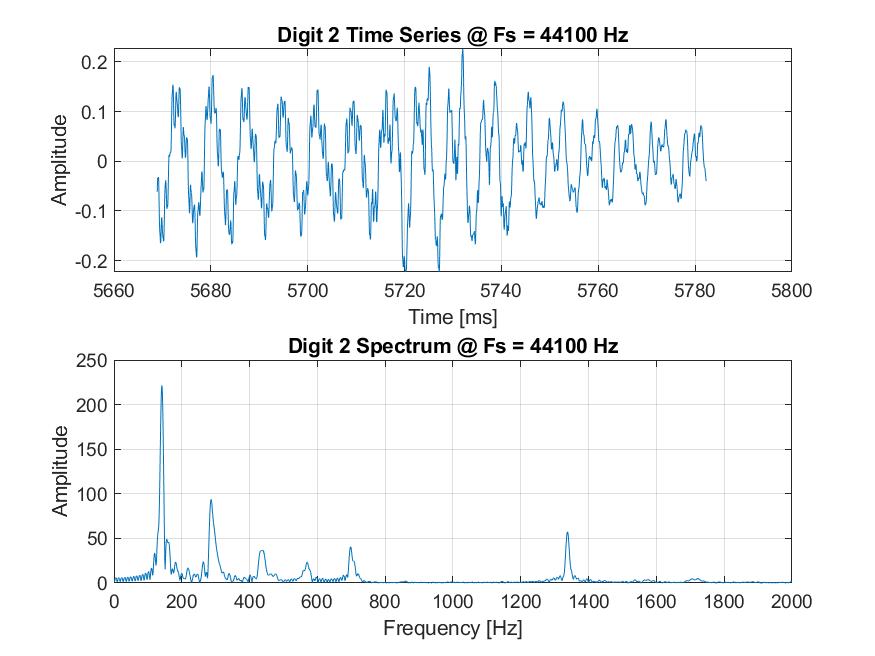 Digit 2 Time Series @ Fs = 44100 Hz
0.2
0.1
0
-0.1
-0.2
Amplitude
5660 5680 5700 5720 5740 5760 5780 5800
Time [ms]
Digit 2 Spectrum @ Fs = 44100 Hz
250
200
150
100
50
0
Amplitude
0 200 400 600 800 1000 1200 1400 1600 1800 2000
Frequency [Hz]